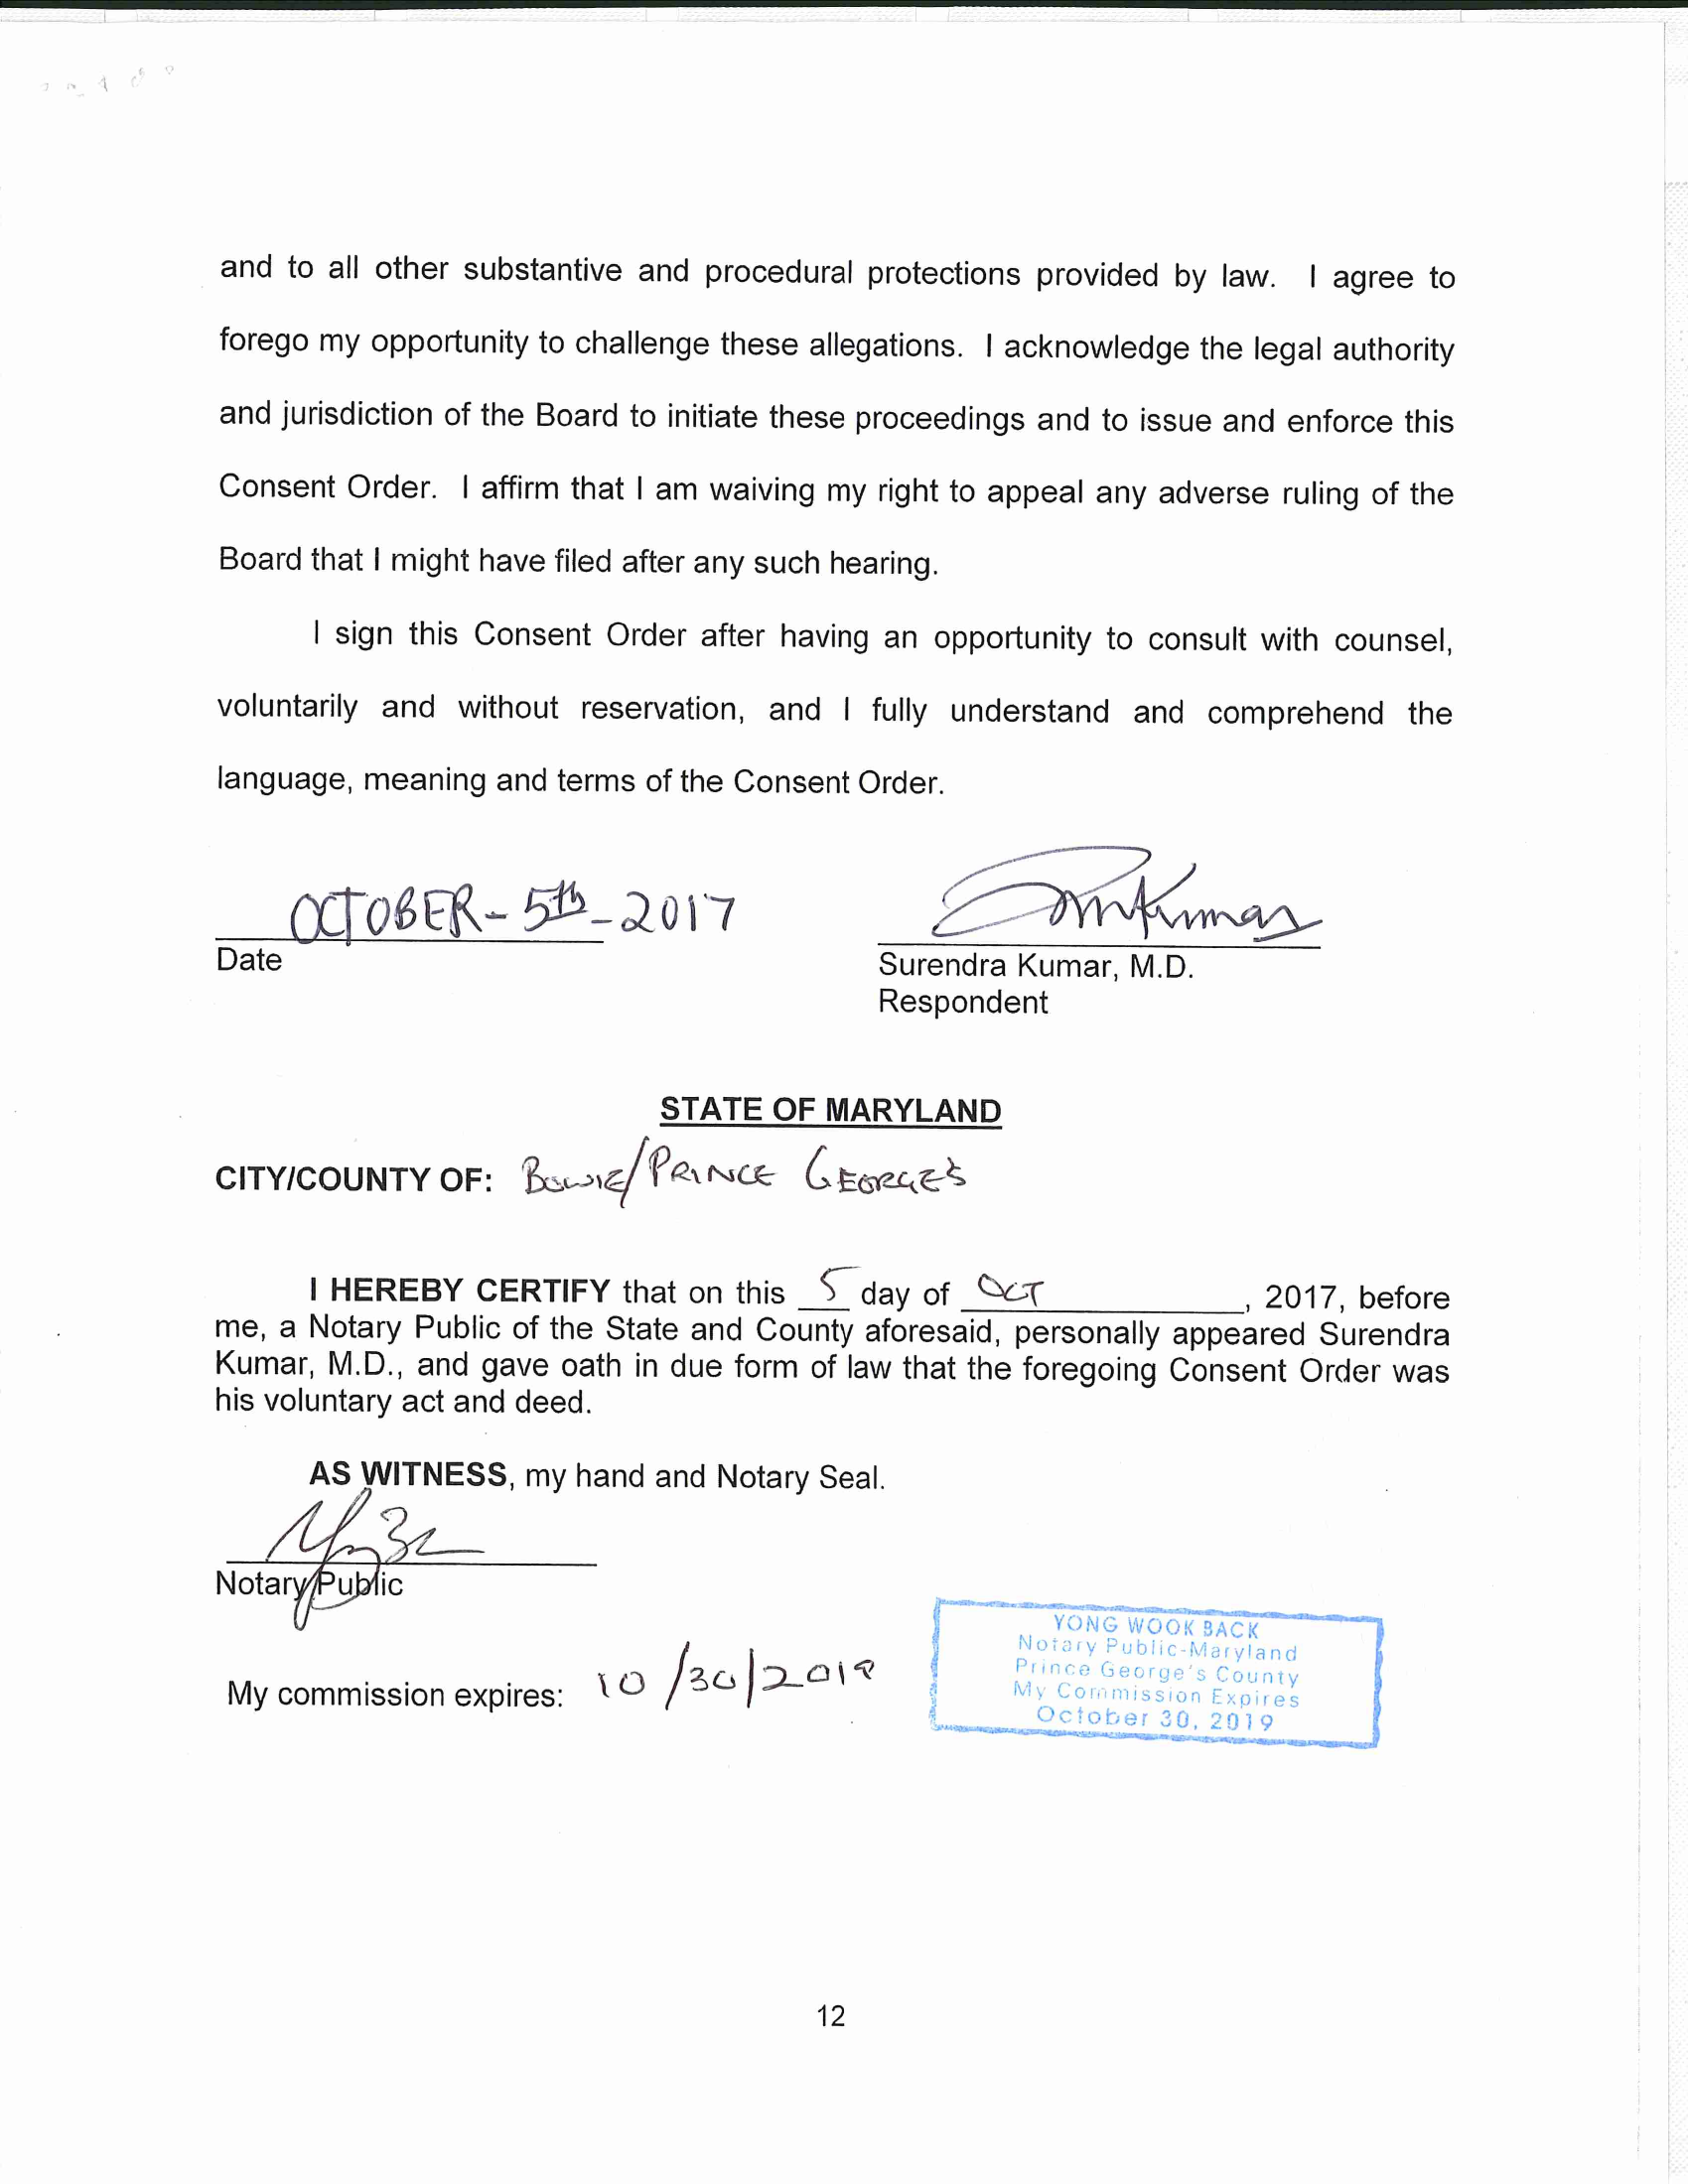 and to all other substantive and procedural protections provided by law. I agree to
forego my opportunity to challenge these allegations. I acknowledge the legal authority
and jurisdiction of the Board to initiate these proceedings and to issue and enforce this
Consent Order. I affirm that I am waiving my right to appeal any adverse ruling of the
Board that I might have filed after any such hearing.
I sign this Consent Order after having an opportunity to consult with counsel,
voluntarily and without reservation, and I fully understand and comprehend the
language, meaning and terms of the Consent Order.
OCTOBER - 5th - 2017
Date
Surendra Kumar, M.D.
Respondent
STATE OF MARYLAND
CITY/COUNTY OF: BOWIE/PRINCE GEORGE'S
I HEREBY CERTIFY that on this 5 day of OCT, 2017, before
me, a Notary Public of the State and County aforesaid, personally appeared Surendra
Kumar, M.D., and gave oath in due form of law that the foregoing Consent Order was
his voluntary act and deed.
AS WITNESS, my hand and Notary Seal.
Notary Public
My commission expires: 10/30/2019
YONG WOOK BACK
Notary Public-Maryland
Prince George's County
My Commission Expires
October 30, 2019
12